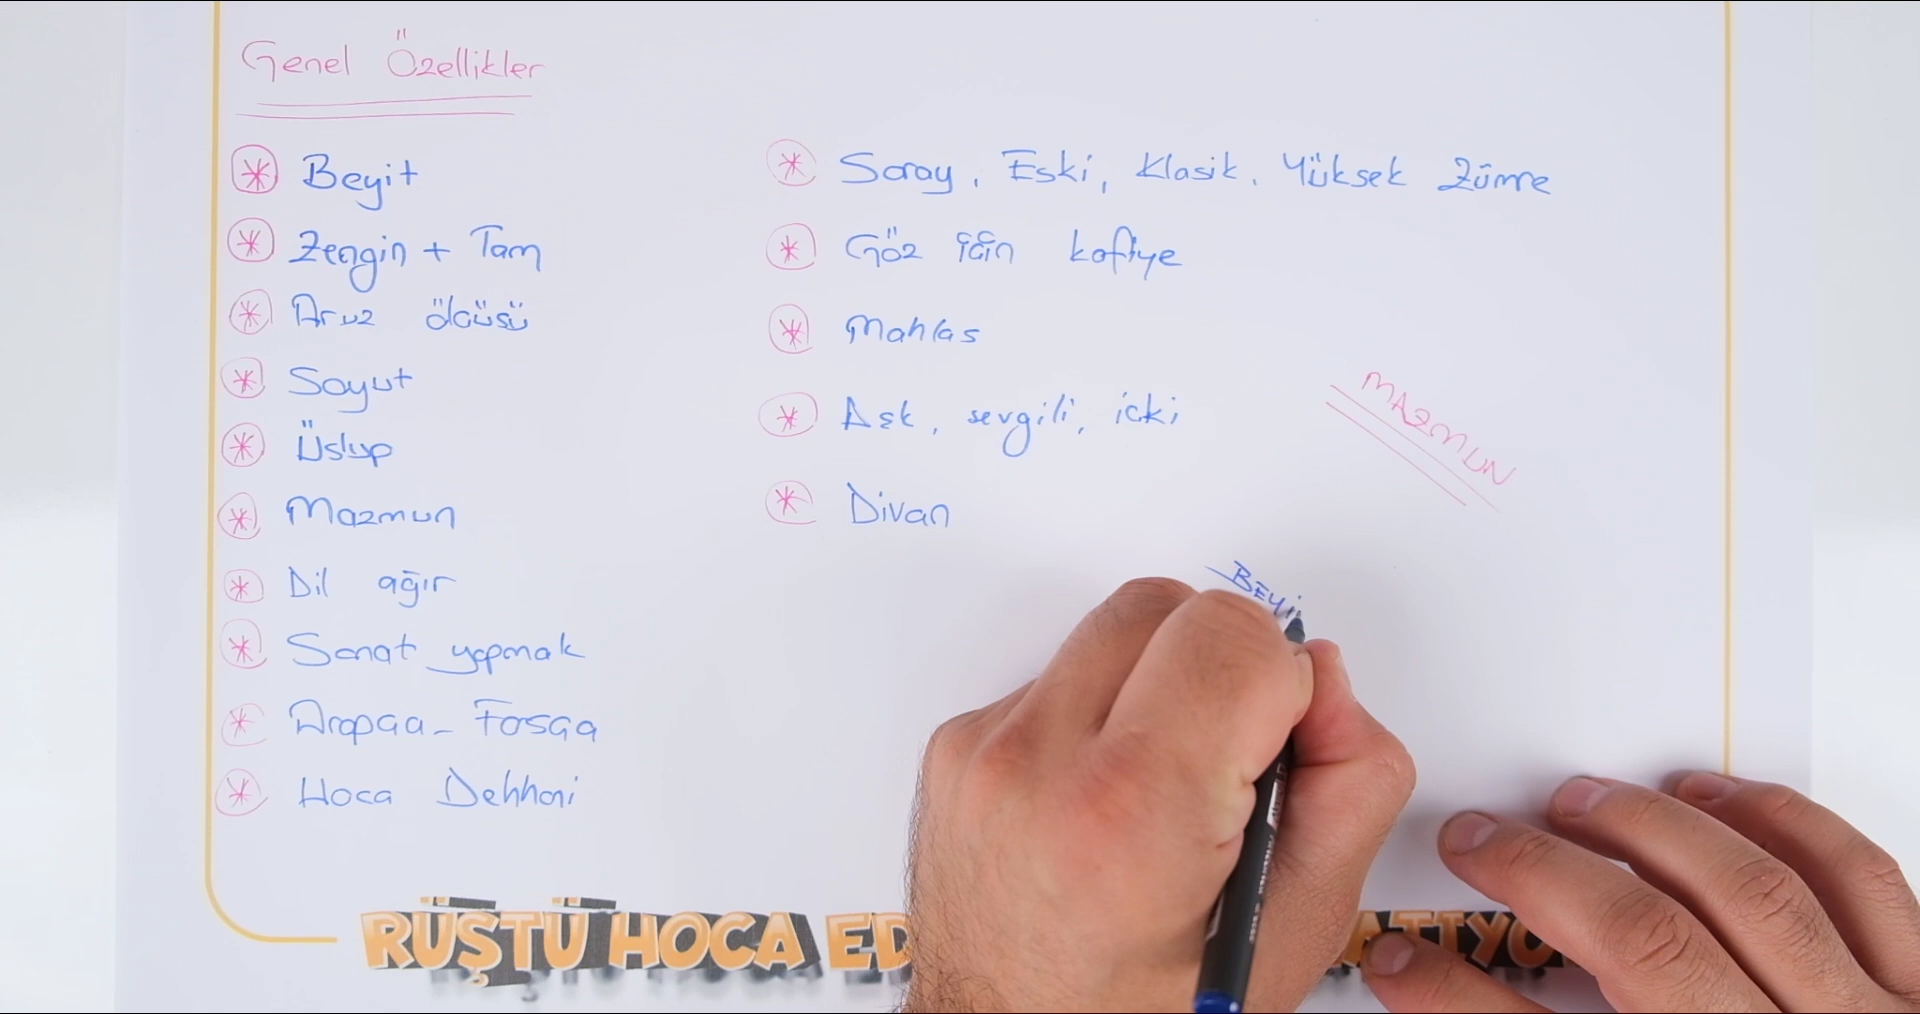 Genel Özellikler
* Beyit
* Zengin + Tam
* Aruz ölçüsü
* Soyut
* Üslup
* Mazmun
* Dil ağır
* Sanat yapmak
* Arapça - Farsça
* Hoca Dehhani
* Saray, Eski, Klasik, Yüksek Zümre
* Göz için kafiye
* Mahlas
* Aşk, sevgili, içki
* Divan
MAZMUN
BEYİ
RÜŞTÜ HOCA